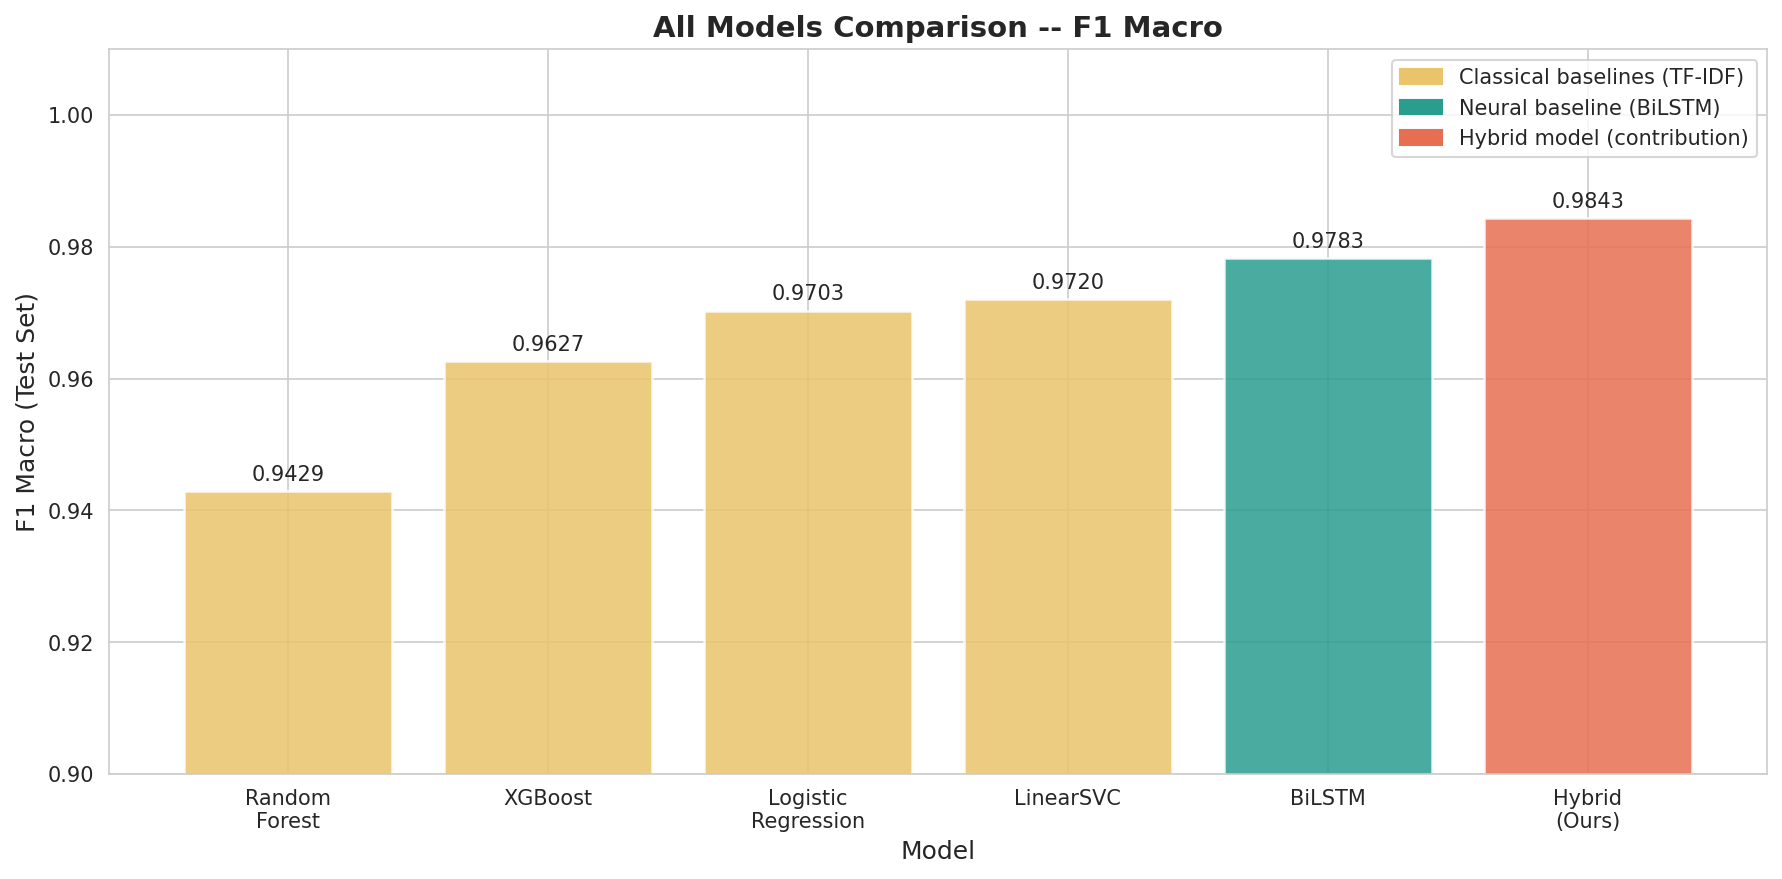 All Models Comparison -- F1 Macro
Classical baselines (TF-IDF)
Neural baseline (BiLSTM)
Hybrid model (contribution)
F1 Macro (Test Set)
1.00
0.98
0.96
0.94
0.92
0.90
0.9429
0.9627
0.9703
0.9720
0.9783
0.9843
Random
Forest
XGBoost
Logistic
Regression
LinearSVC
BiLSTM
Hybrid
(Ours)
Model